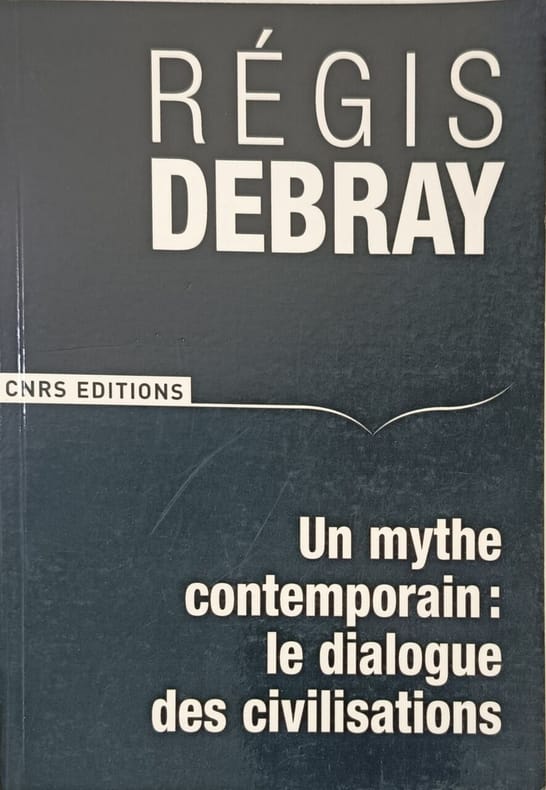 RÉGIS
DEBRAY
CNRS EDITIONS
Un mythe
contemporain :
le dialogue
des civilisations